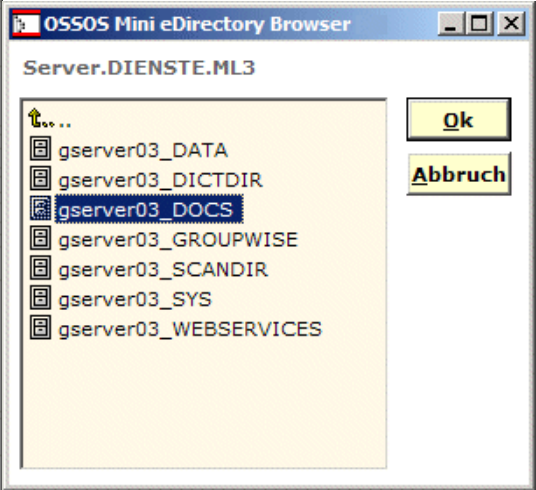 OSSOS Mini eDirectory Browser
Server.DIENSTE.ML3
..
gserver03_DATA
gserver03_DICTDIR
gserver03_DOCS
gserver03_GROUPWISE
gserver03_SCANDIR
gserver03_SYS
gserver03_WEBSERVICES
Ok
Abbruch